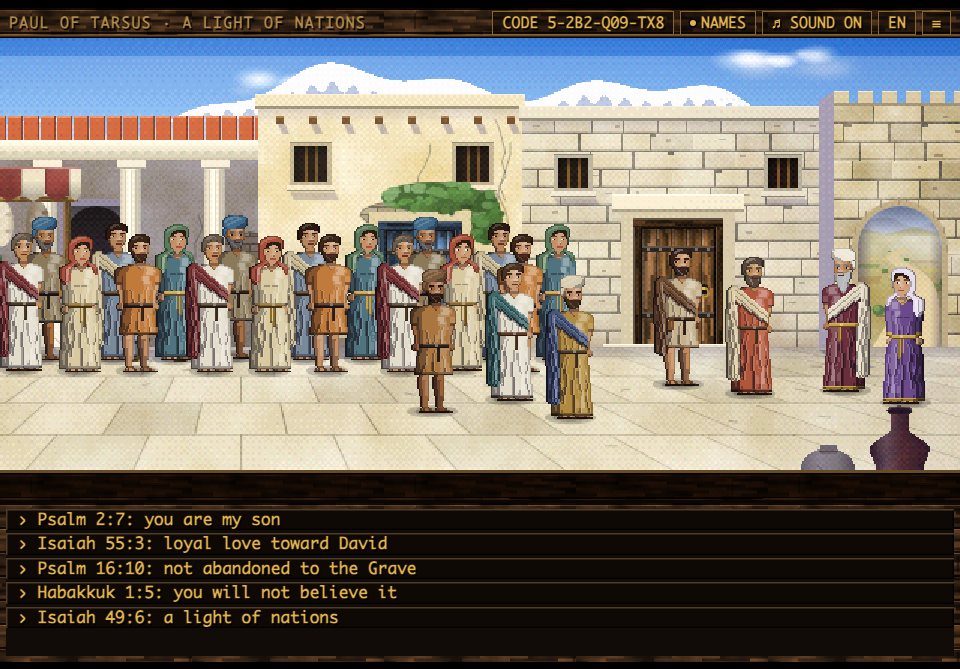 PAUL OF TARSUS · A LIGHT OF NATIONS
CODE 5-2B2-Q09-TX8
• NAMES
♬ SOUND ON
EN
≡
› Psalm 2:7: you are my son
› Isaiah 55:3: loyal love toward David
› Psalm 16:10: not abandoned to the Grave
› Habakkuk 1:5: you will not believe it
› Isaiah 49:6: a light of nations